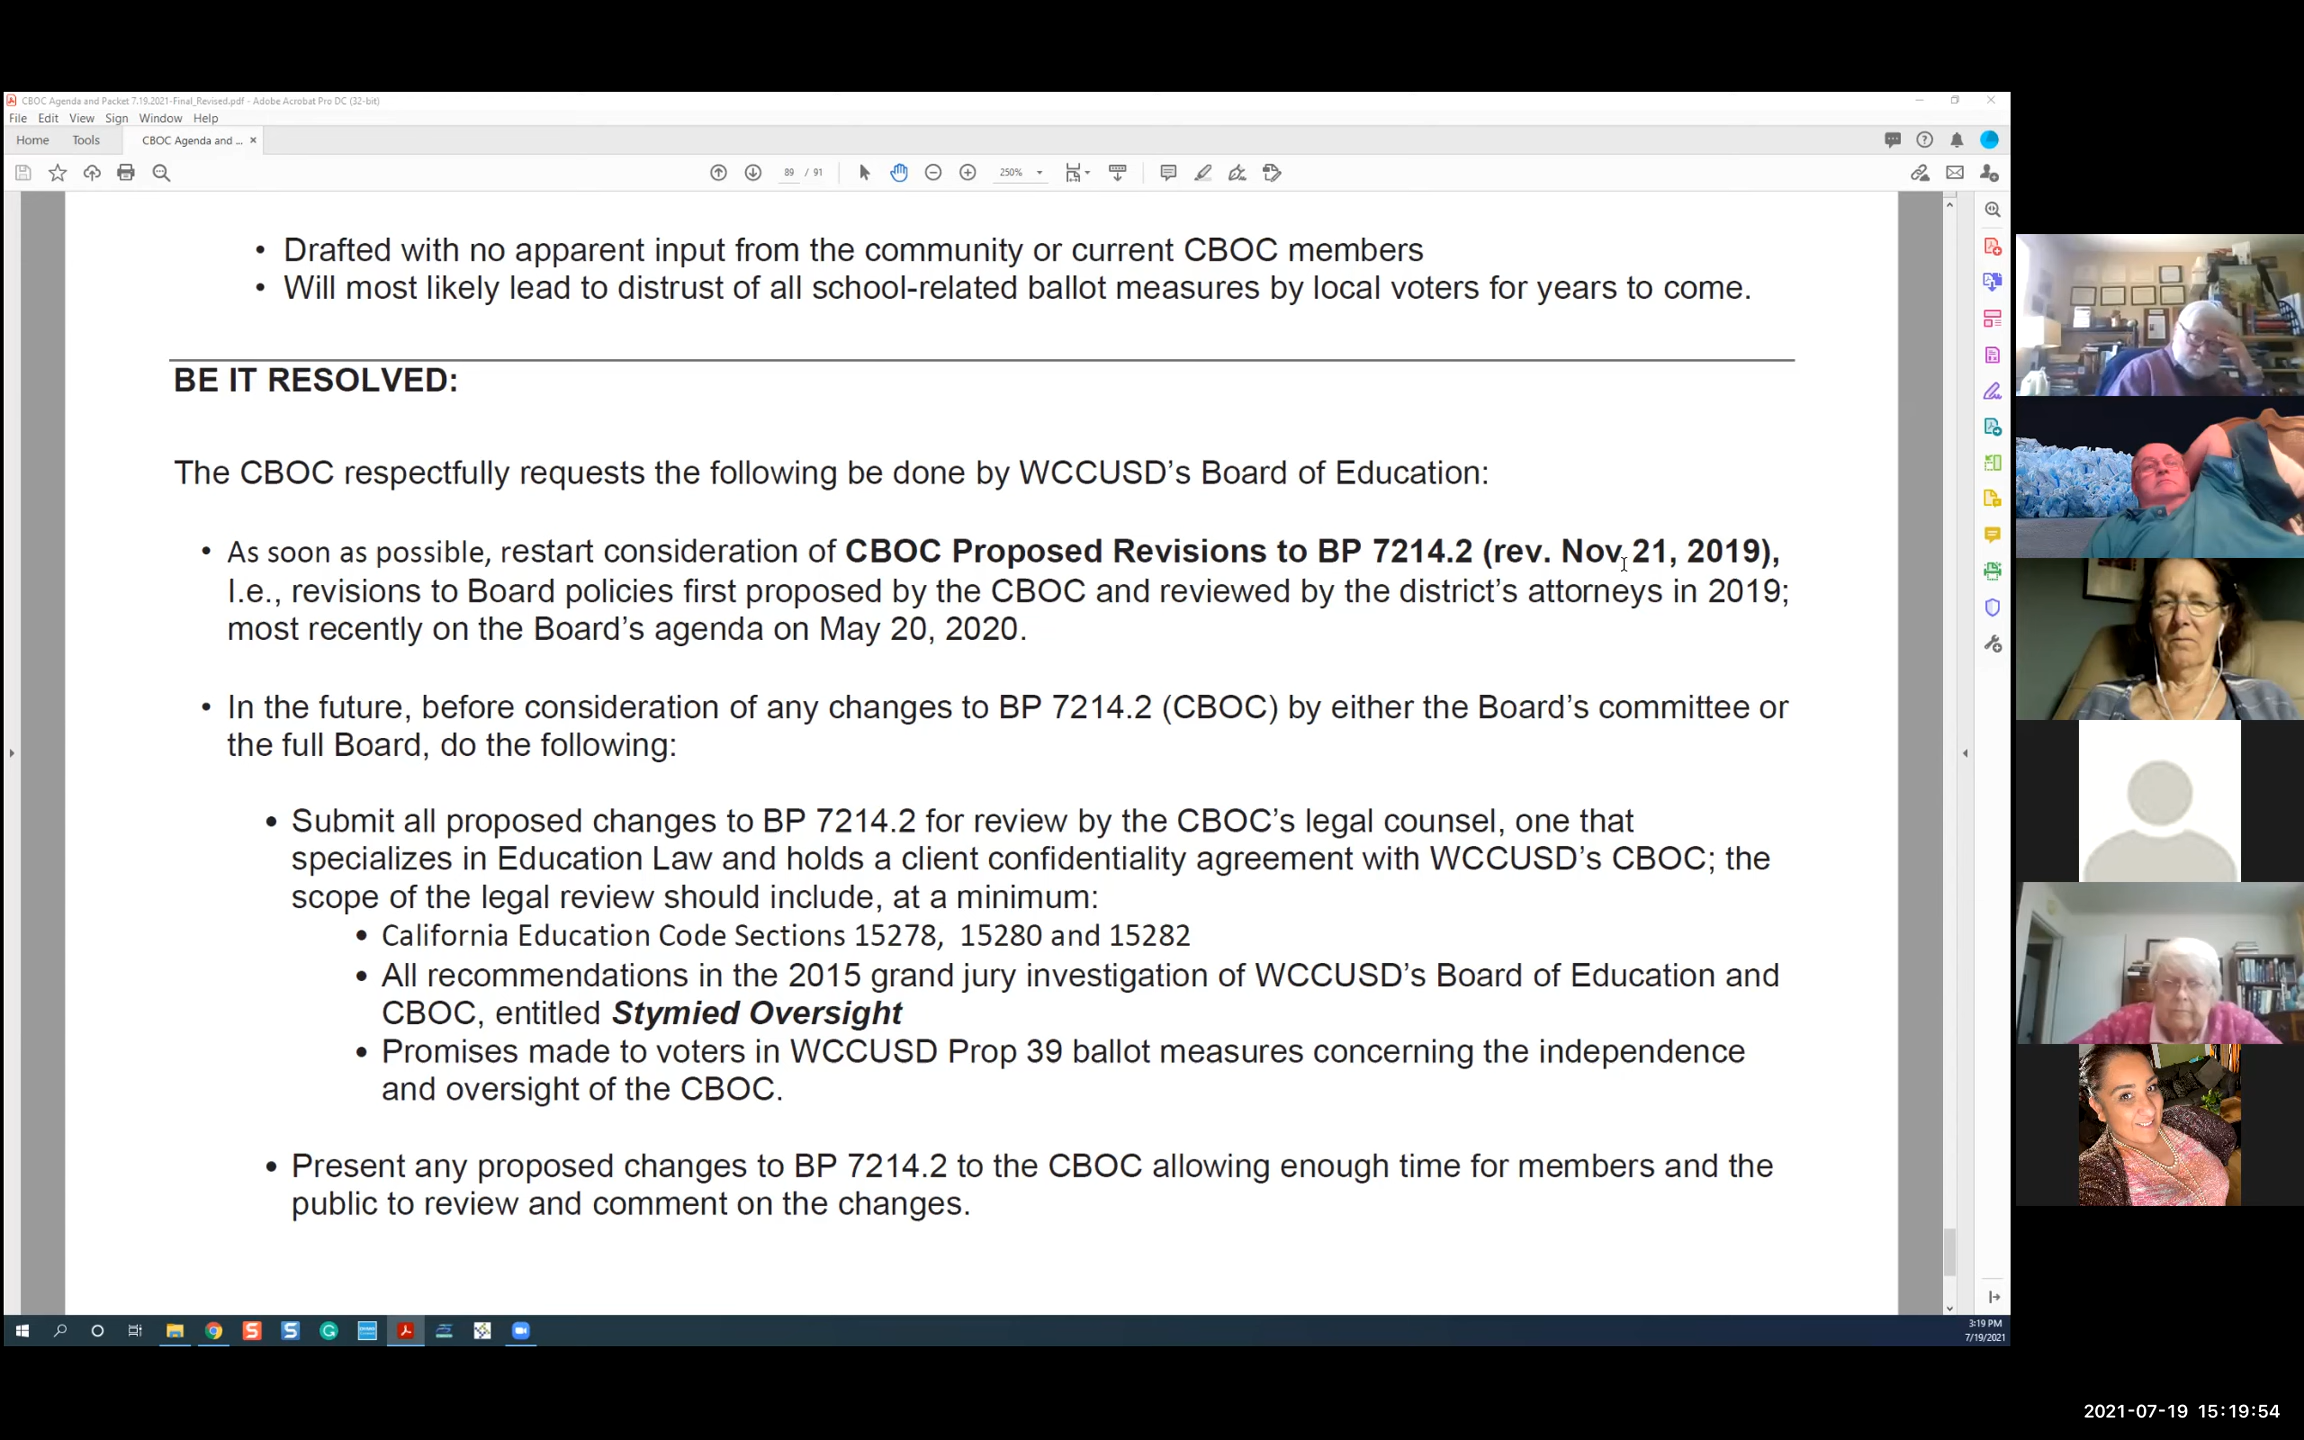 CBOC Agenda and Packet 7.19.2021-Final_Revised.pdf - Adobe Acrobat Pro DC (32-bit)
File Edit View Sign Window Help
Home Tools CBOC Agenda and ... ×
89 / 91 250%
• Drafted with no apparent input from the community or current CBOC members
• Will most likely lead to distrust of all school-related ballot measures by local voters for years to come.
BE IT RESOLVED:
The CBOC respectfully requests the following be done by WCCUSD’s Board of Education:
• As soon as possible, restart consideration of CBOC Proposed Revisions to BP 7214.2 (rev. Nov 21, 2019),
I.e., revisions to Board policies first proposed by the CBOC and reviewed by the district’s attorneys in 2019;
most recently on the Board’s agenda on May 20, 2020.
• In the future, before consideration of any changes to BP 7214.2 (CBOC) by either the Board’s committee or
the full Board, do the following:
• Submit all proposed changes to BP 7214.2 for review by the CBOC’s legal counsel, one that
specializes in Education Law and holds a client confidentiality agreement with WCCUSD’s CBOC; the
scope of the legal review should include, at a minimum:
• California Education Code Sections 15278, 15280 and 15282
• All recommendations in the 2015 grand jury investigation of WCCUSD’s Board of Education and
CBOC, entitled Stymied Oversight
• Promises made to voters in WCCUSD Prop 39 ballot measures concerning the independence
and oversight of the CBOC.
• Present any proposed changes to BP 7214.2 to the CBOC allowing enough time for members and the
public to review and comment on the changes.
3:19 PM
7/19/2021
2021-07-19 15:19:54